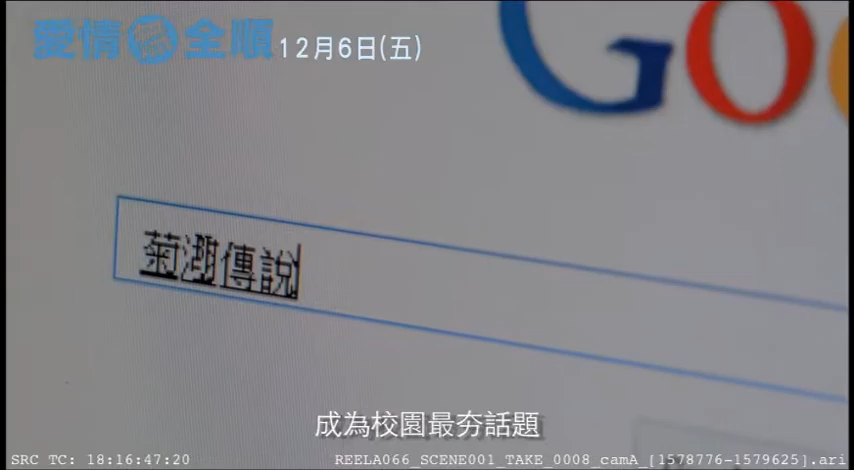 愛情無全順 12月6日(五)
Goo
菊 傳說
成為校園最夯話題
SRC TC: 18:16:47:20 REELA066_SCENE001_TAKE_0008_camA_[1578776-1579625].ari